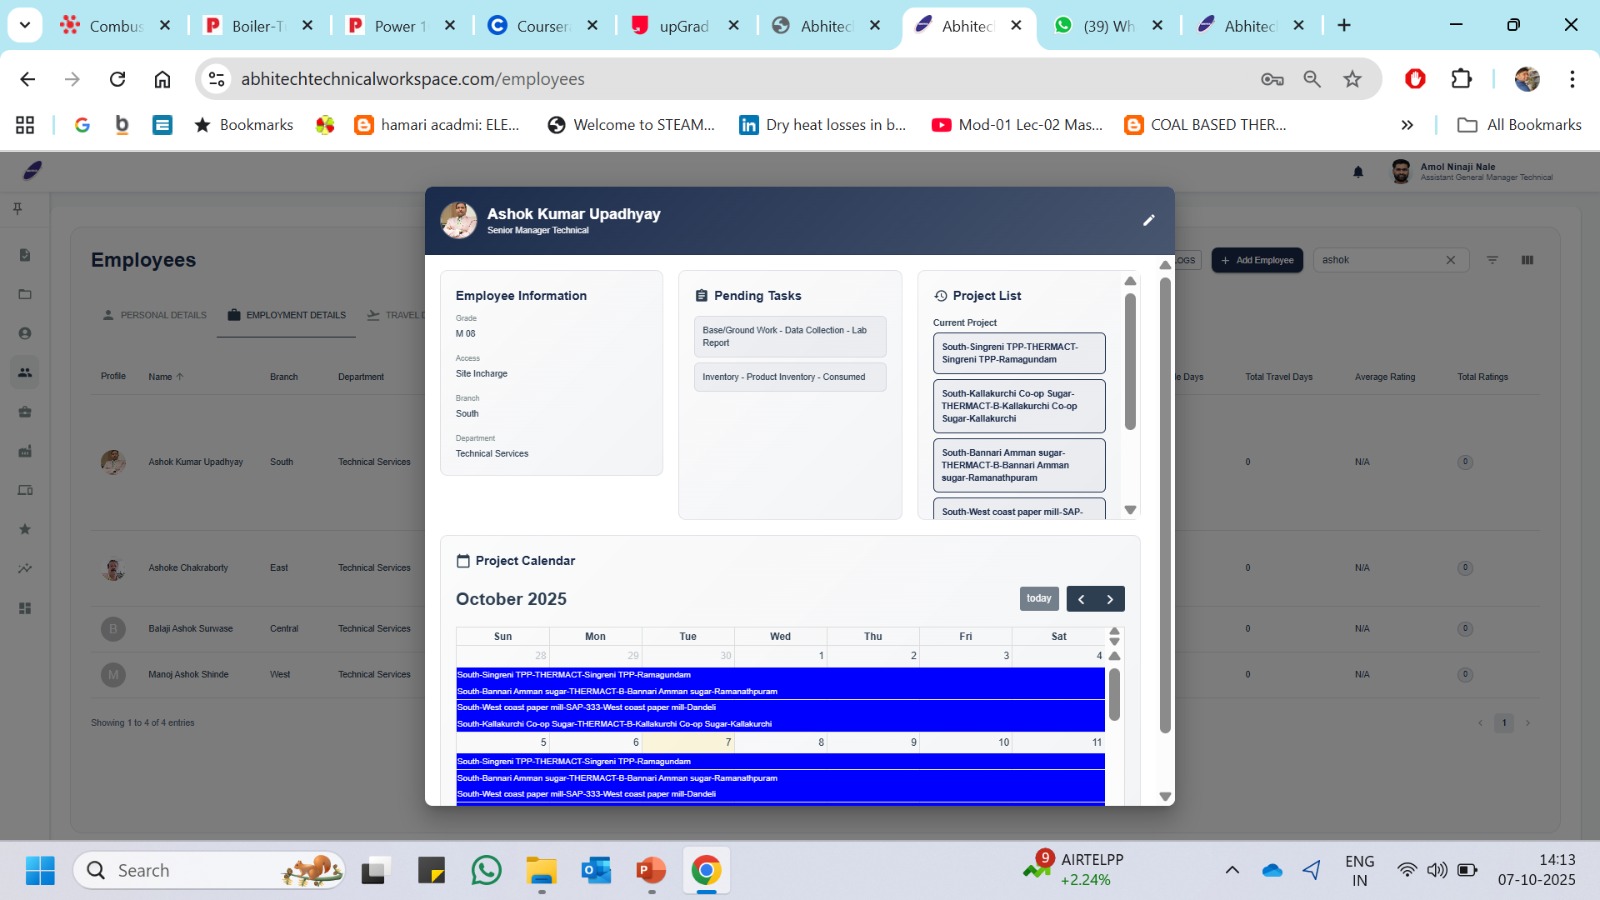 Combus
Boiler-T
Power 1
Courser
upGrad
Abhitec
Abhitec
(39) Wh
Abhitec
abhitechtechnicalworkspace.com/employees
Bookmarks
hamari acadmi: ELE...
Welcome to STEAM...
Dry heat losses in b...
Mod-01 Lec-02 Mas...
COAL BASED THER...
All Bookmarks
Amol Ninaji Nale
Assistant General Manager Technical
Employees
LOGS
+ Add Employee
ashok
PERSONAL DETAILS
EMPLOYMENT DETAILS
TRAVEL D
Profile
Name ↑
Branch
Department
le Days
Total Travel Days
Average Rating
Total Ratings
Ashok Kumar Upadhyay
South
Technical Services
0
N/A
0
Ashoke Chakraborty
East
Technical Services
0
N/A
0
B
Balaji Ashok Surwase
Central
Technical Services
0
N/A
0
M
Manoj Ashok Shinde
West
Technical Services
0
N/A
0
Showing 1 to 4 of 4 entries
1
Ashok Kumar Upadhyay
Senior Manager Technical
Employee Information
Grade
M 08
Access
Site Incharge
Branch
South
Department
Technical Services
Pending Tasks
Base/Ground Work - Data Collection - Lab
Report
Inventory - Product Inventory - Consumed
Project List
Current Project
South-Singreni TPP-THERMACT-
Singreni TPP-Ramagundam
South-Kallakurchi Co-op Sugar-
THERMACT-B-Kallakurchi Co-op
Sugar-Kallakurchi
South-Bannari Amman sugar-
THERMACT-B-Bannari Amman
sugar-Ramanathpuram
South-West coast paper mill-SAP-
Project Calendar
October 2025
today
Sun Mon Tue Wed Thu Fri Sat
28 29 30 1 2 3 4
South-Singreni TPP-THERMACT-Singreni TPP-Ramagundam
South-Bannari Amman sugar-THERMACT-B-Bannari Amman sugar-Ramanathpuram
South-West coast paper mill-SAP-333-West coast paper mill-Dandeli
South-Kallakurchi Co-op Sugar-THERMACT-B-Kallakurchi Co-op Sugar-Kallakurchi
5 6 7 8 9 10 11
South-Singreni TPP-THERMACT-Singreni TPP-Ramagundam
South-Bannari Amman sugar-THERMACT-B-Bannari Amman sugar-Ramanathpuram
South-West coast paper mill-SAP-333-West coast paper mill-Dandeli
Search
9
AIRTELPP
+2.24%
ENG
IN
14:13
07-10-2025